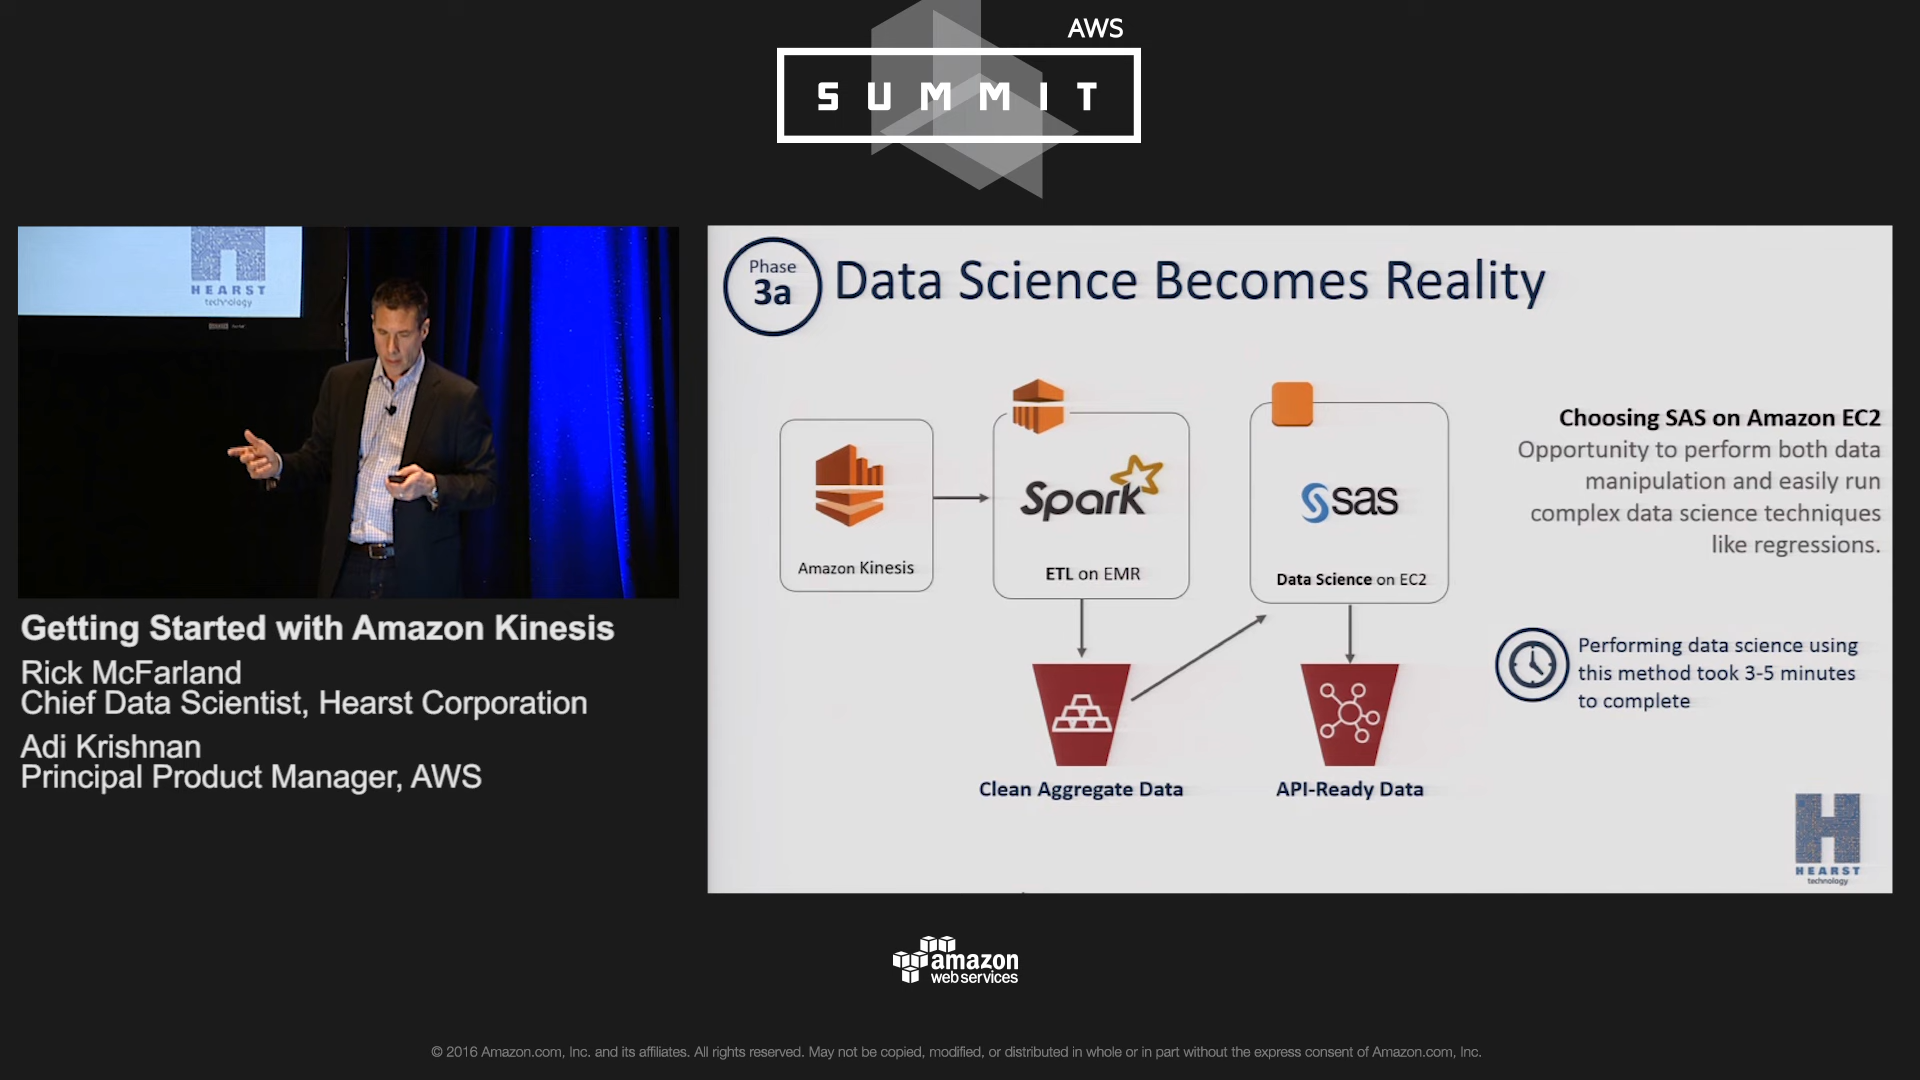 AWS
SUMMIT
HEARST
technology
Getting Started with Amazon Kinesis
Rick McFarland
Chief Data Scientist, Hearst Corporation
Adi Krishnan
Principal Product Manager, AWS
Phase
3a
Data Science Becomes Reality
Amazon Kinesis
Spark
ETL on EMR
sas
Data Science on EC2
Clean Aggregate Data
API-Ready Data
Choosing SAS on Amazon EC2
Opportunity to perform both data
manipulation and easily run
complex data science techniques
like regressions.
Performing data science using
this method took 3-5 minutes
to complete
HEARST
technology
amazon
webservices
© 2016 Amazon.com, Inc. and its affiliates. All rights reserved. May not be copied, modified, or distributed in whole or in part without the express consent of Amazon.com, Inc.